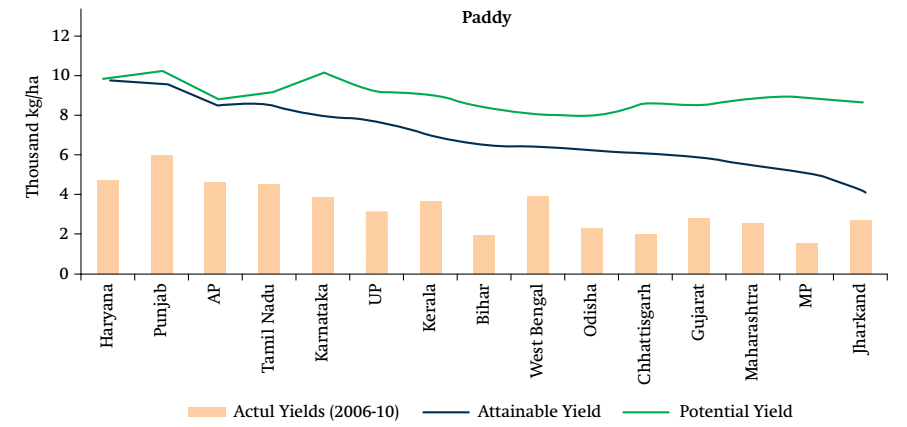 Paddy
Thousand kg/ha
12
10
8
6
4
2
0
Haryana
Punjab
AP
Tamil Nadu
Karnataka
UP
Kerala
Bihar
West Bengal
Odisha
Chhattisgarh
Gujarat
Maharashtra
MP
Jharkand
Actul Yields (2006-10) Attainable Yield Potential Yield